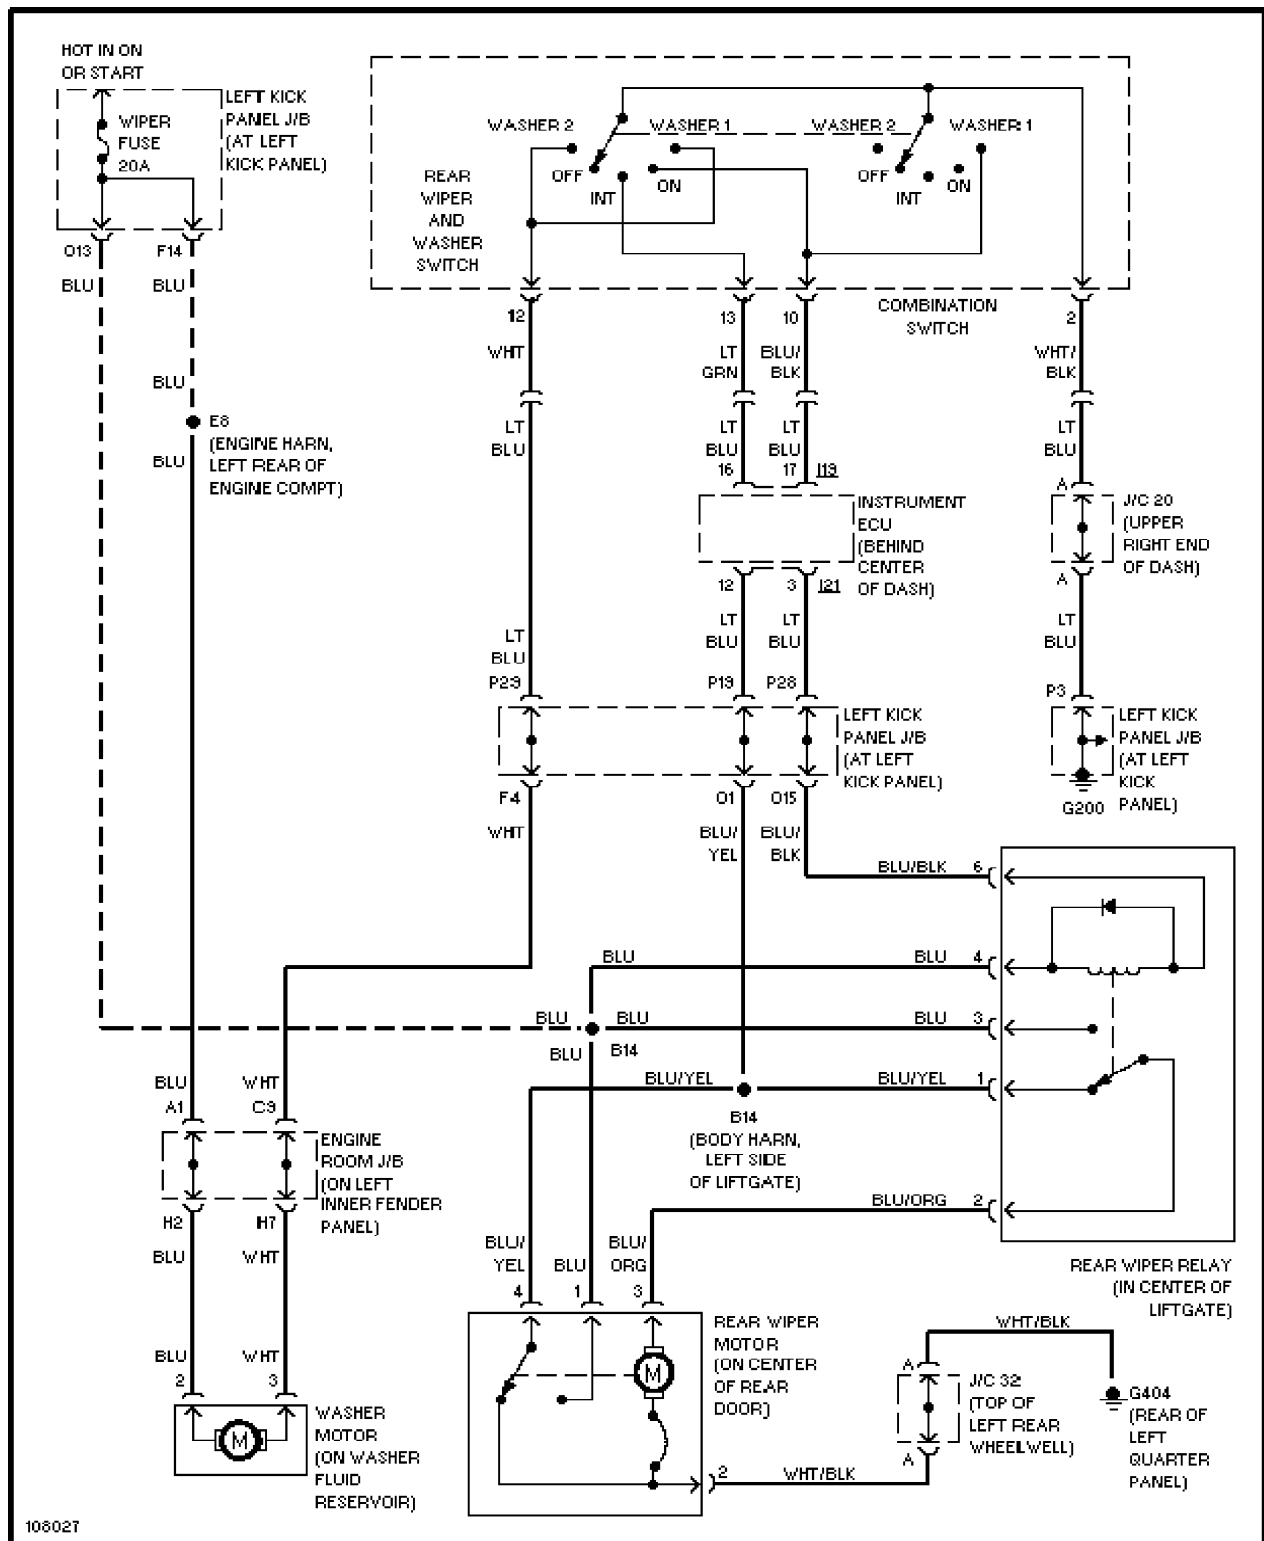 HOT IN ON
OR START
WIPER
FUSE
20A
LEFT KICK
PANEL J/B
(AT LEFT
KICK PANEL)
O13
F14
BLU
BLU
BLU
E8
(ENGINE HARN,
LEFT REAR OF
ENGINE COMPT)
BLU
WASHER 2
WASHER 1
WASHER 2
WASHER 1
OFF
INT
ON
OFF
INT
ON
REAR
WIPER
AND
WASHER
SWITCH
COMBINATION
SWITCH
12
13
10
2
WHT
LT
GRN
BLU/
BLK
WHT/
BLK
LT
BLU
LT
BLU
LT
BLU
LT
BLU
16
17
I19
A
INSTRUMENT
ECU
(BEHIND
CENTER
OF DASH)
J/C 20
(UPPER
RIGHT END
OF DASH)
12
3
I21
A
LT
BLU
LT
BLU
LT
BLU
LT
BLU
P29
P19
P28
P3
LEFT KICK
PANEL J/B
(AT LEFT
KICK PANEL)
LEFT KICK
PANEL J/B
(AT LEFT
KICK
PANEL)
G200
F4
O1
O15
WHT
BLU/
YEL
BLU/
BLK
BLU/BLK
6
BLU
BLU
4
BLU
BLU
BLU
3
BLU
B14
BLU/YEL
BLU/YEL
1
B14
(BODY HARN,
LEFT SIDE
OF LIFTGATE)
BLU/ORG
2
REAR WIPER RELAY
(IN CENTER OF
LIFTGATE)
BLU
WHT
A1
C9
ENGINE
ROOM J/B
(ON LEFT
INNER FENDER
PANEL)
H2
H7
BLU
WHT
BLU
WHT
2
3
M
WASHER
MOTOR
(ON WASHER
FLUID
RESERVOIR)
BLU/
YEL
BLU
BLU/
ORG
4
1
3
M
REAR WIPER
MOTOR
(ON CENTER
OF REAR
DOOR)
2
WHT/BLK
WHT/BLK
A
J/C 32
(TOP OF
LEFT REAR
WHEELWELL)
A
G404
(REAR OF
LEFT
QUARTER
PANEL)
108027